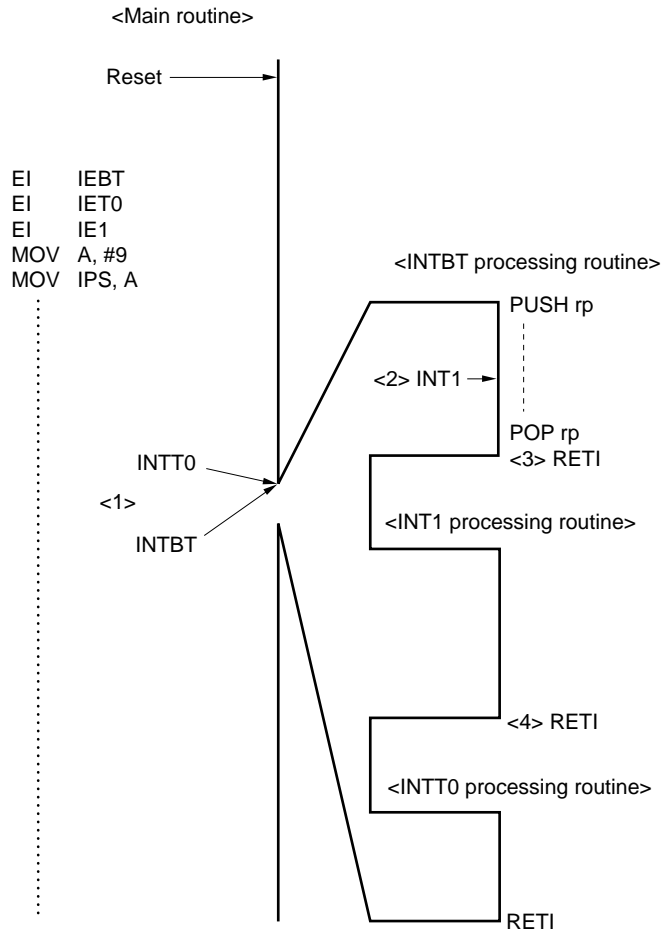 <Main routine>
Reset
EI IEBT
EI IET0
EI IE1
MOV A, #9
MOV IPS, A
<INTBT processing routine>
PUSH rp
<2> INT1
POP rp
<3> RETI
INTT0
<1>
INTBT
<INT1 processing routine>
<4> RETI
<INTT0 processing routine>
RETI